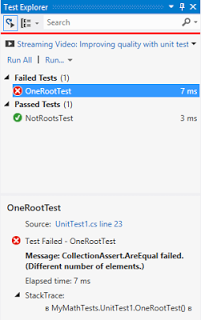 Test Explorer
Search
Streaming Video: Improving quality with unit test
Run All | Run...
Failed Tests (1)
OneRootTest 7 ms
Passed Tests (1)
NotRootsTest 3 ms
OneRootTest
Source: UnitTest1.cs line 23
Test Failed - OneRootTest
Message: CollectionAssert.AreEqual failed.
(Different number of elements.)
Elapsed time: 7 ms
StackTrace:
в MyMathTests.UnitTest1.OneRootTest() в